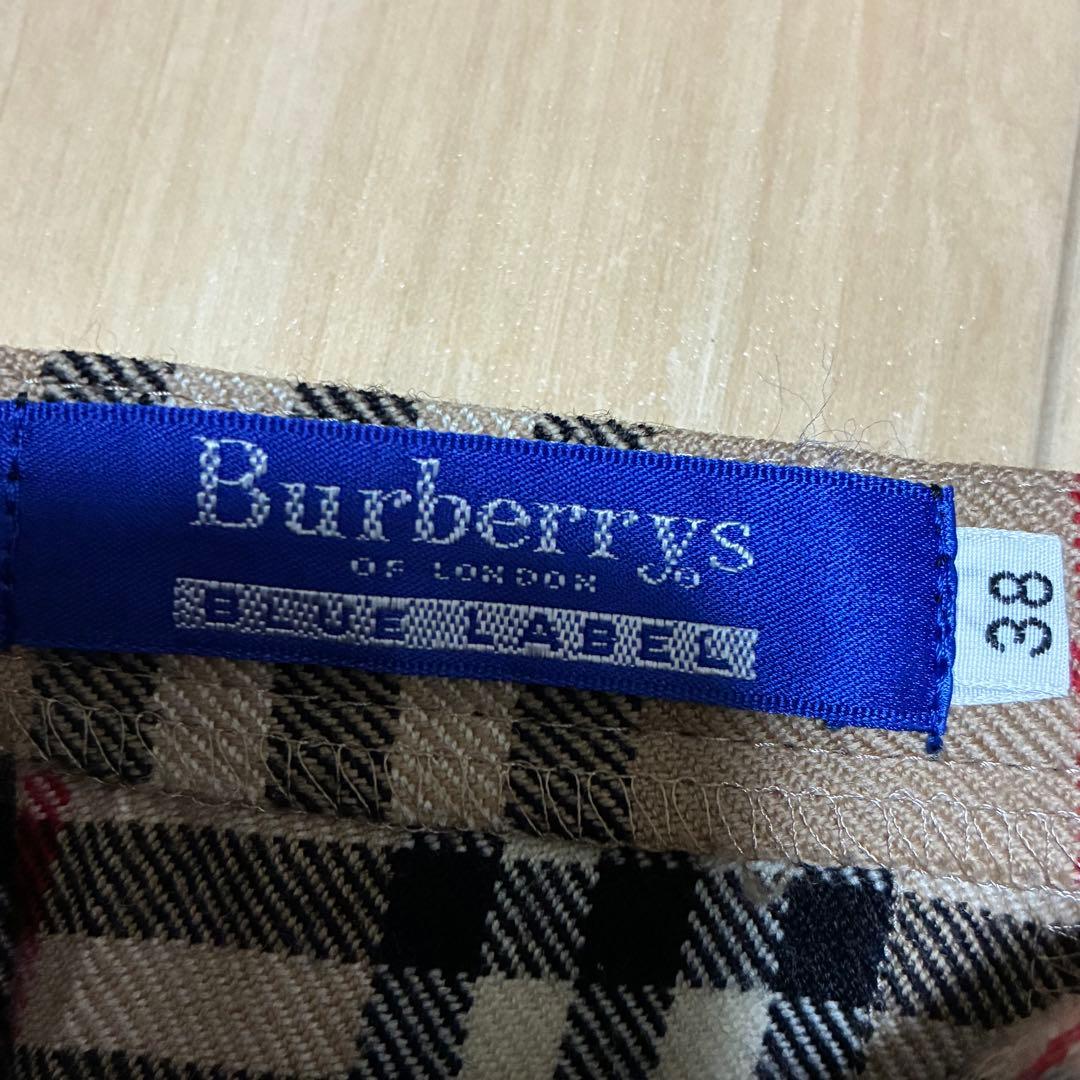 Burberrys
OF LONDON
BLUE LABEL
38